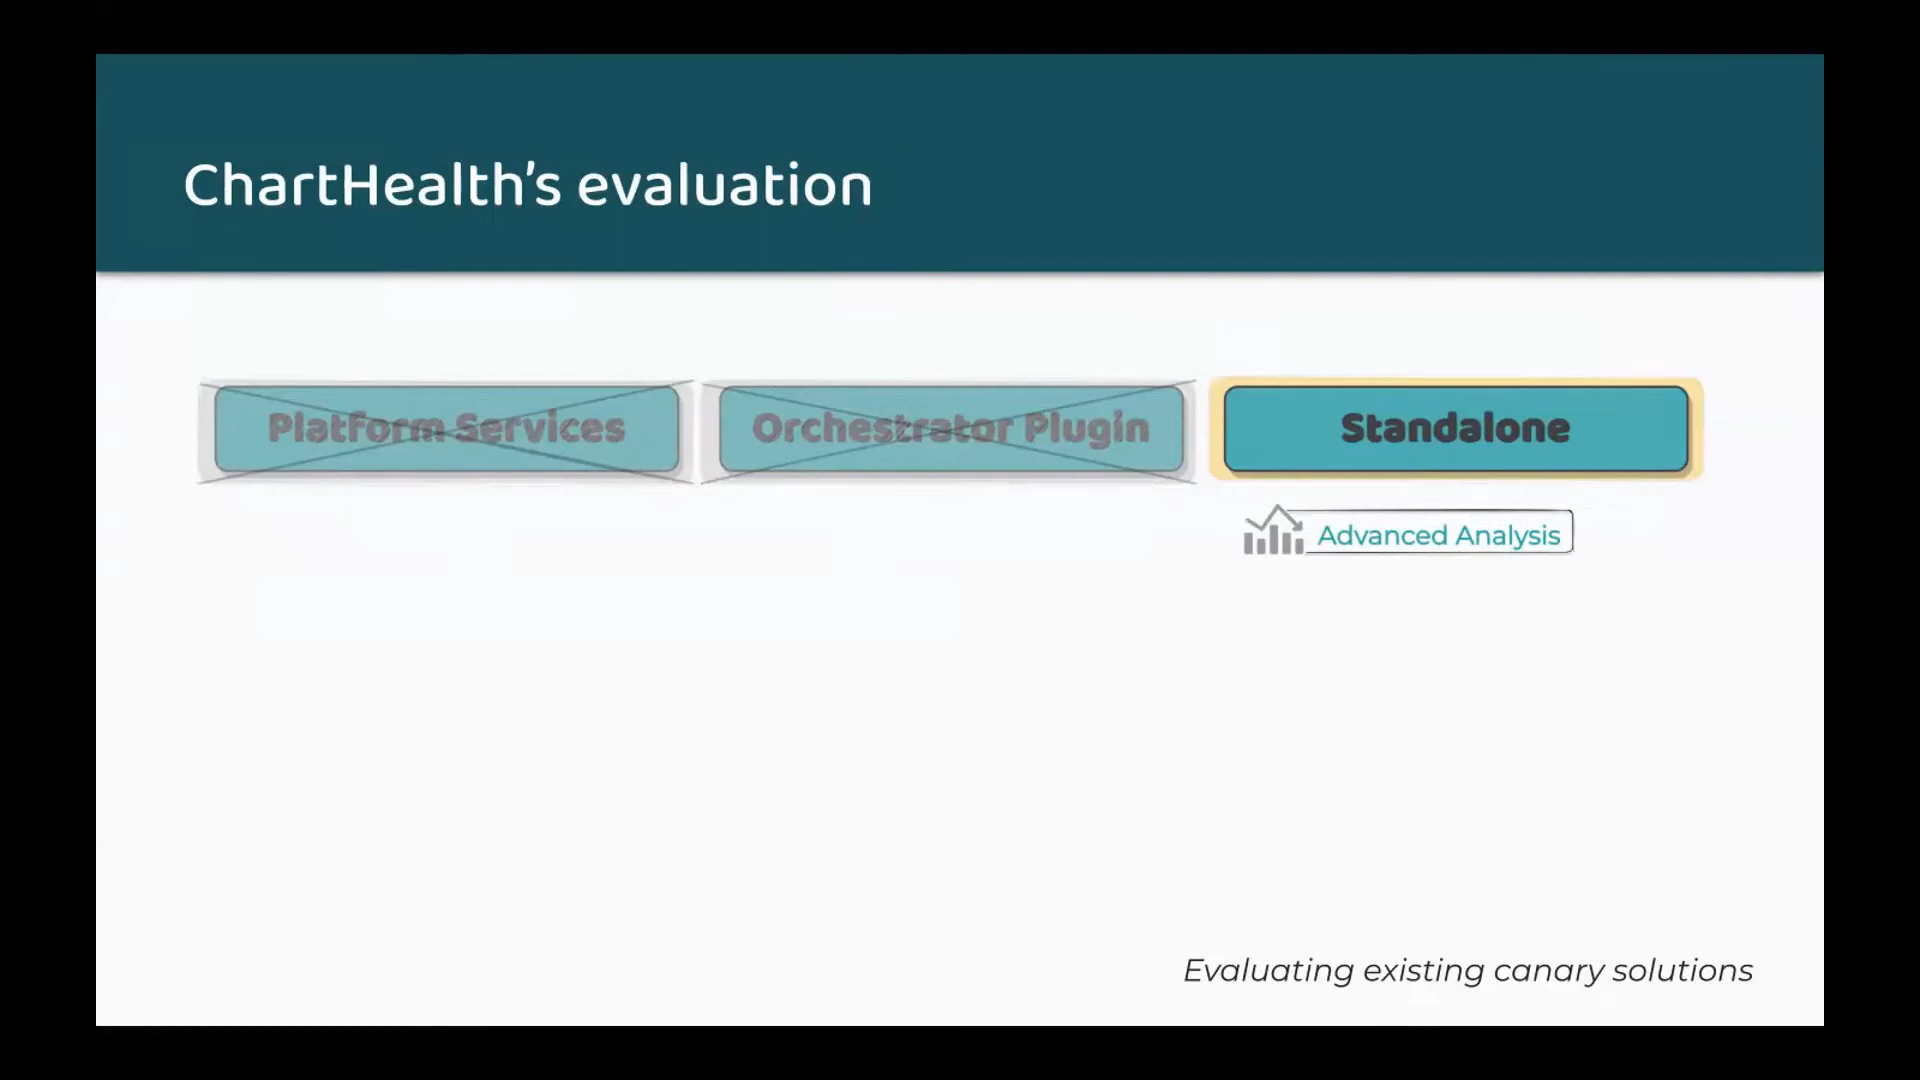 ChartHealth’s evaluation
Platform Services
Orchestrator Plugin
Standalone
Advanced Analysis
Evaluating existing canary solutions